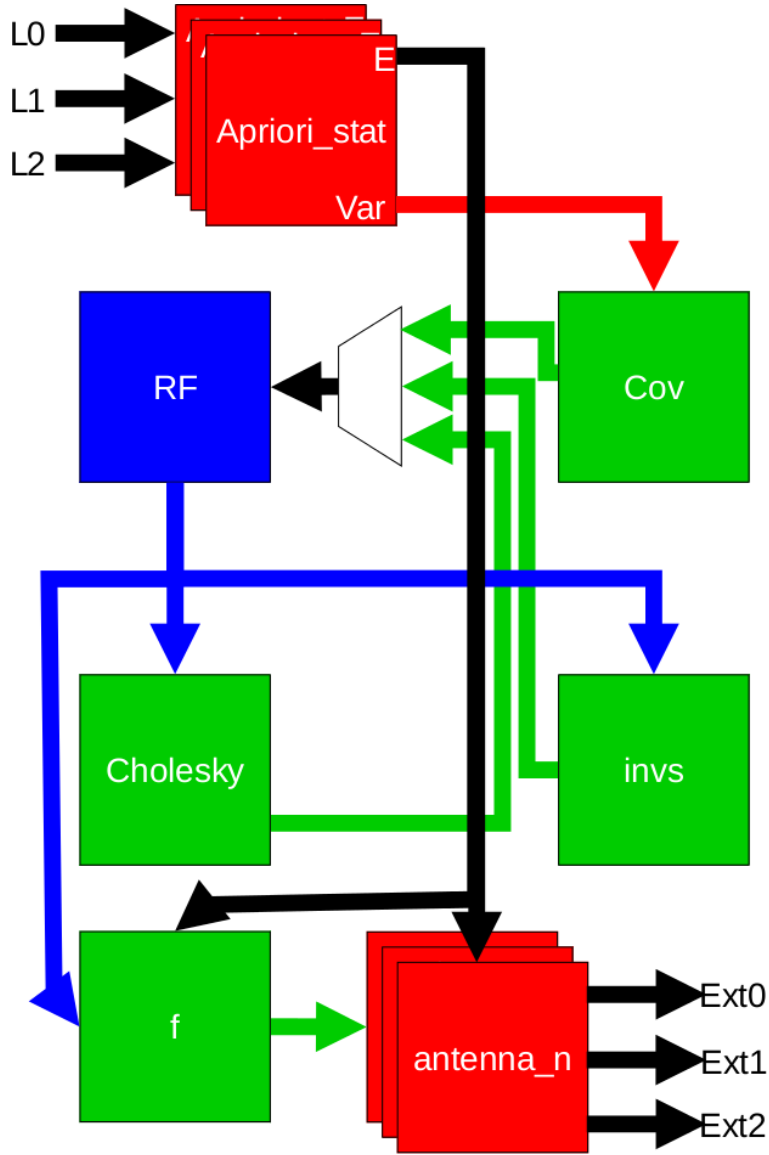 L0
E
L1
Apriori_stat
L2
Var
RF
Cov
Cholesky
invs
f
antenna_n
Ext0
Ext1
Ext2